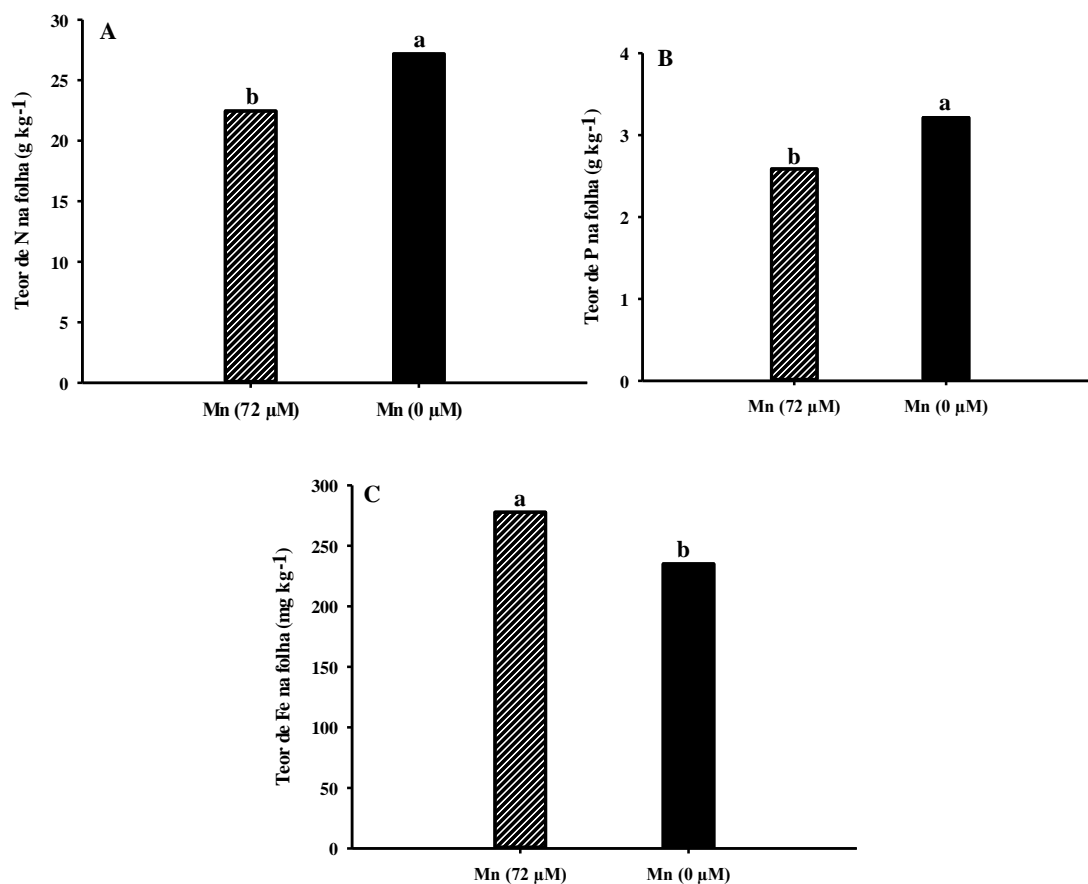 A
Teor de N na folha (g kg-1)
30
25
20
15
10
5
0
b
a
Mn (72 µM)
Mn (0 µM)
B
Teor de P na folha (g kg-1)
4
3
2
1
0
b
a
Mn (72 µM)
Mn (0 µM)
C
Teor de Fe na folha (mg kg-1)
300
250
200
150
100
50
0
a
b
Mn (72 µM)
Mn (0 µM)